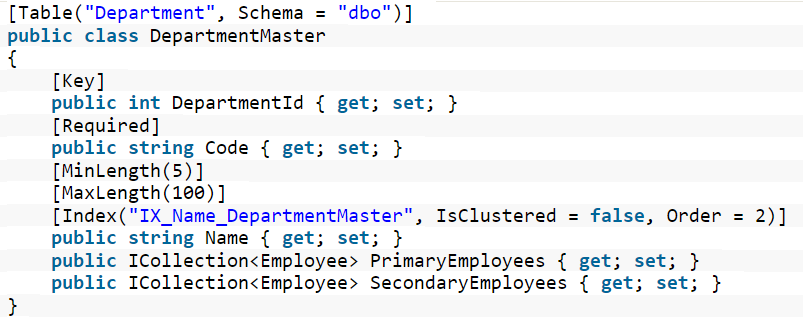 [Table("Department", Schema = "dbo")]
public class DepartmentMaster
{
    [Key]
    public int DepartmentId { get; set; }
    [Required]
    public string Code { get; set; }
    [MinLength(5)]
    [MaxLength(100)]
    [Index("IX_Name_DepartmentMaster", IsClustered = false, Order = 2)]
    public string Name { get; set; }
    public ICollection<Employee> PrimaryEmployees { get; set; }
    public ICollection<Employee> SecondaryEmployees { get; set; }
}